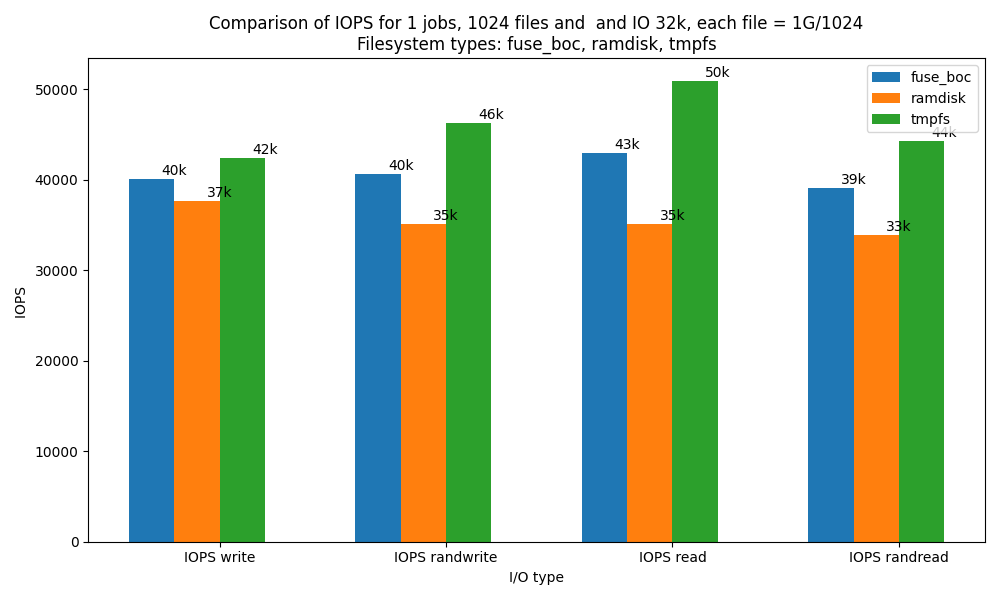 Comparison of IOPS for 1 jobs, 1024 files and  and IO 32k, each file = 1G/1024
Filesystem types: fuse_boc, ramdisk, tmpfs
fuse_boc
ramdisk
tmpfs
50000
40000
30000
20000
10000
0
IOPS
40k
37k
42k
40k
35k
46k
43k
35k
50k
39k
33k
44k
IOPS write
IOPS randwrite
IOPS read
IOPS randread
I/O type